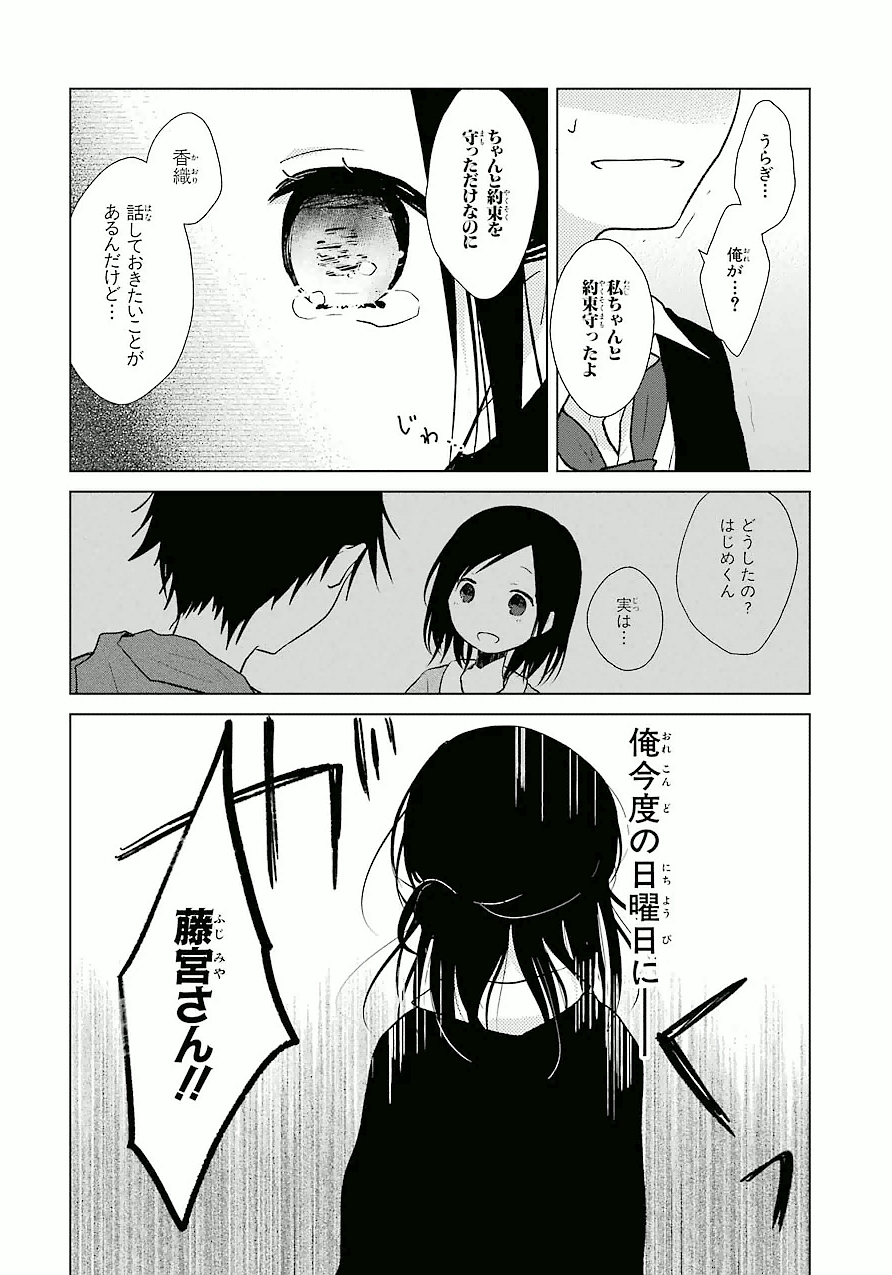 うらぎ…
俺が…?
私ちゃんと
約束守ったよ
ちゃんと約束を
守っただけなのに
じわ…
香織
話しておきたいことが
あるんだけど…
どうしたの?
はじめくん
実は…
俺今度の日曜日に――
藤宮さん!!